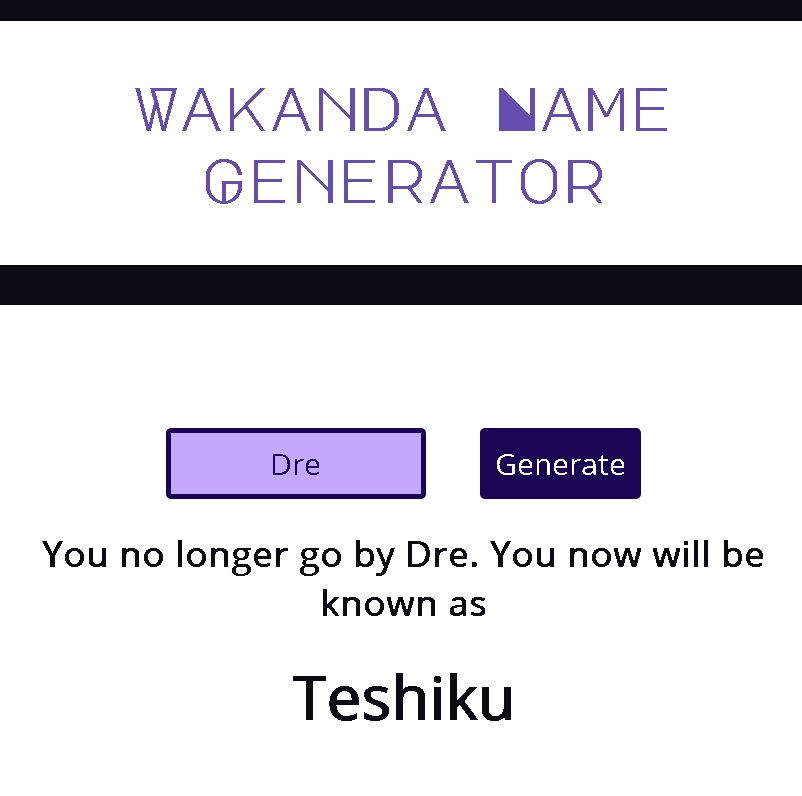 Wakanda Name
Generator
Dre
Generate
You no longer go by Dre. You now will be
known as
Teshiku